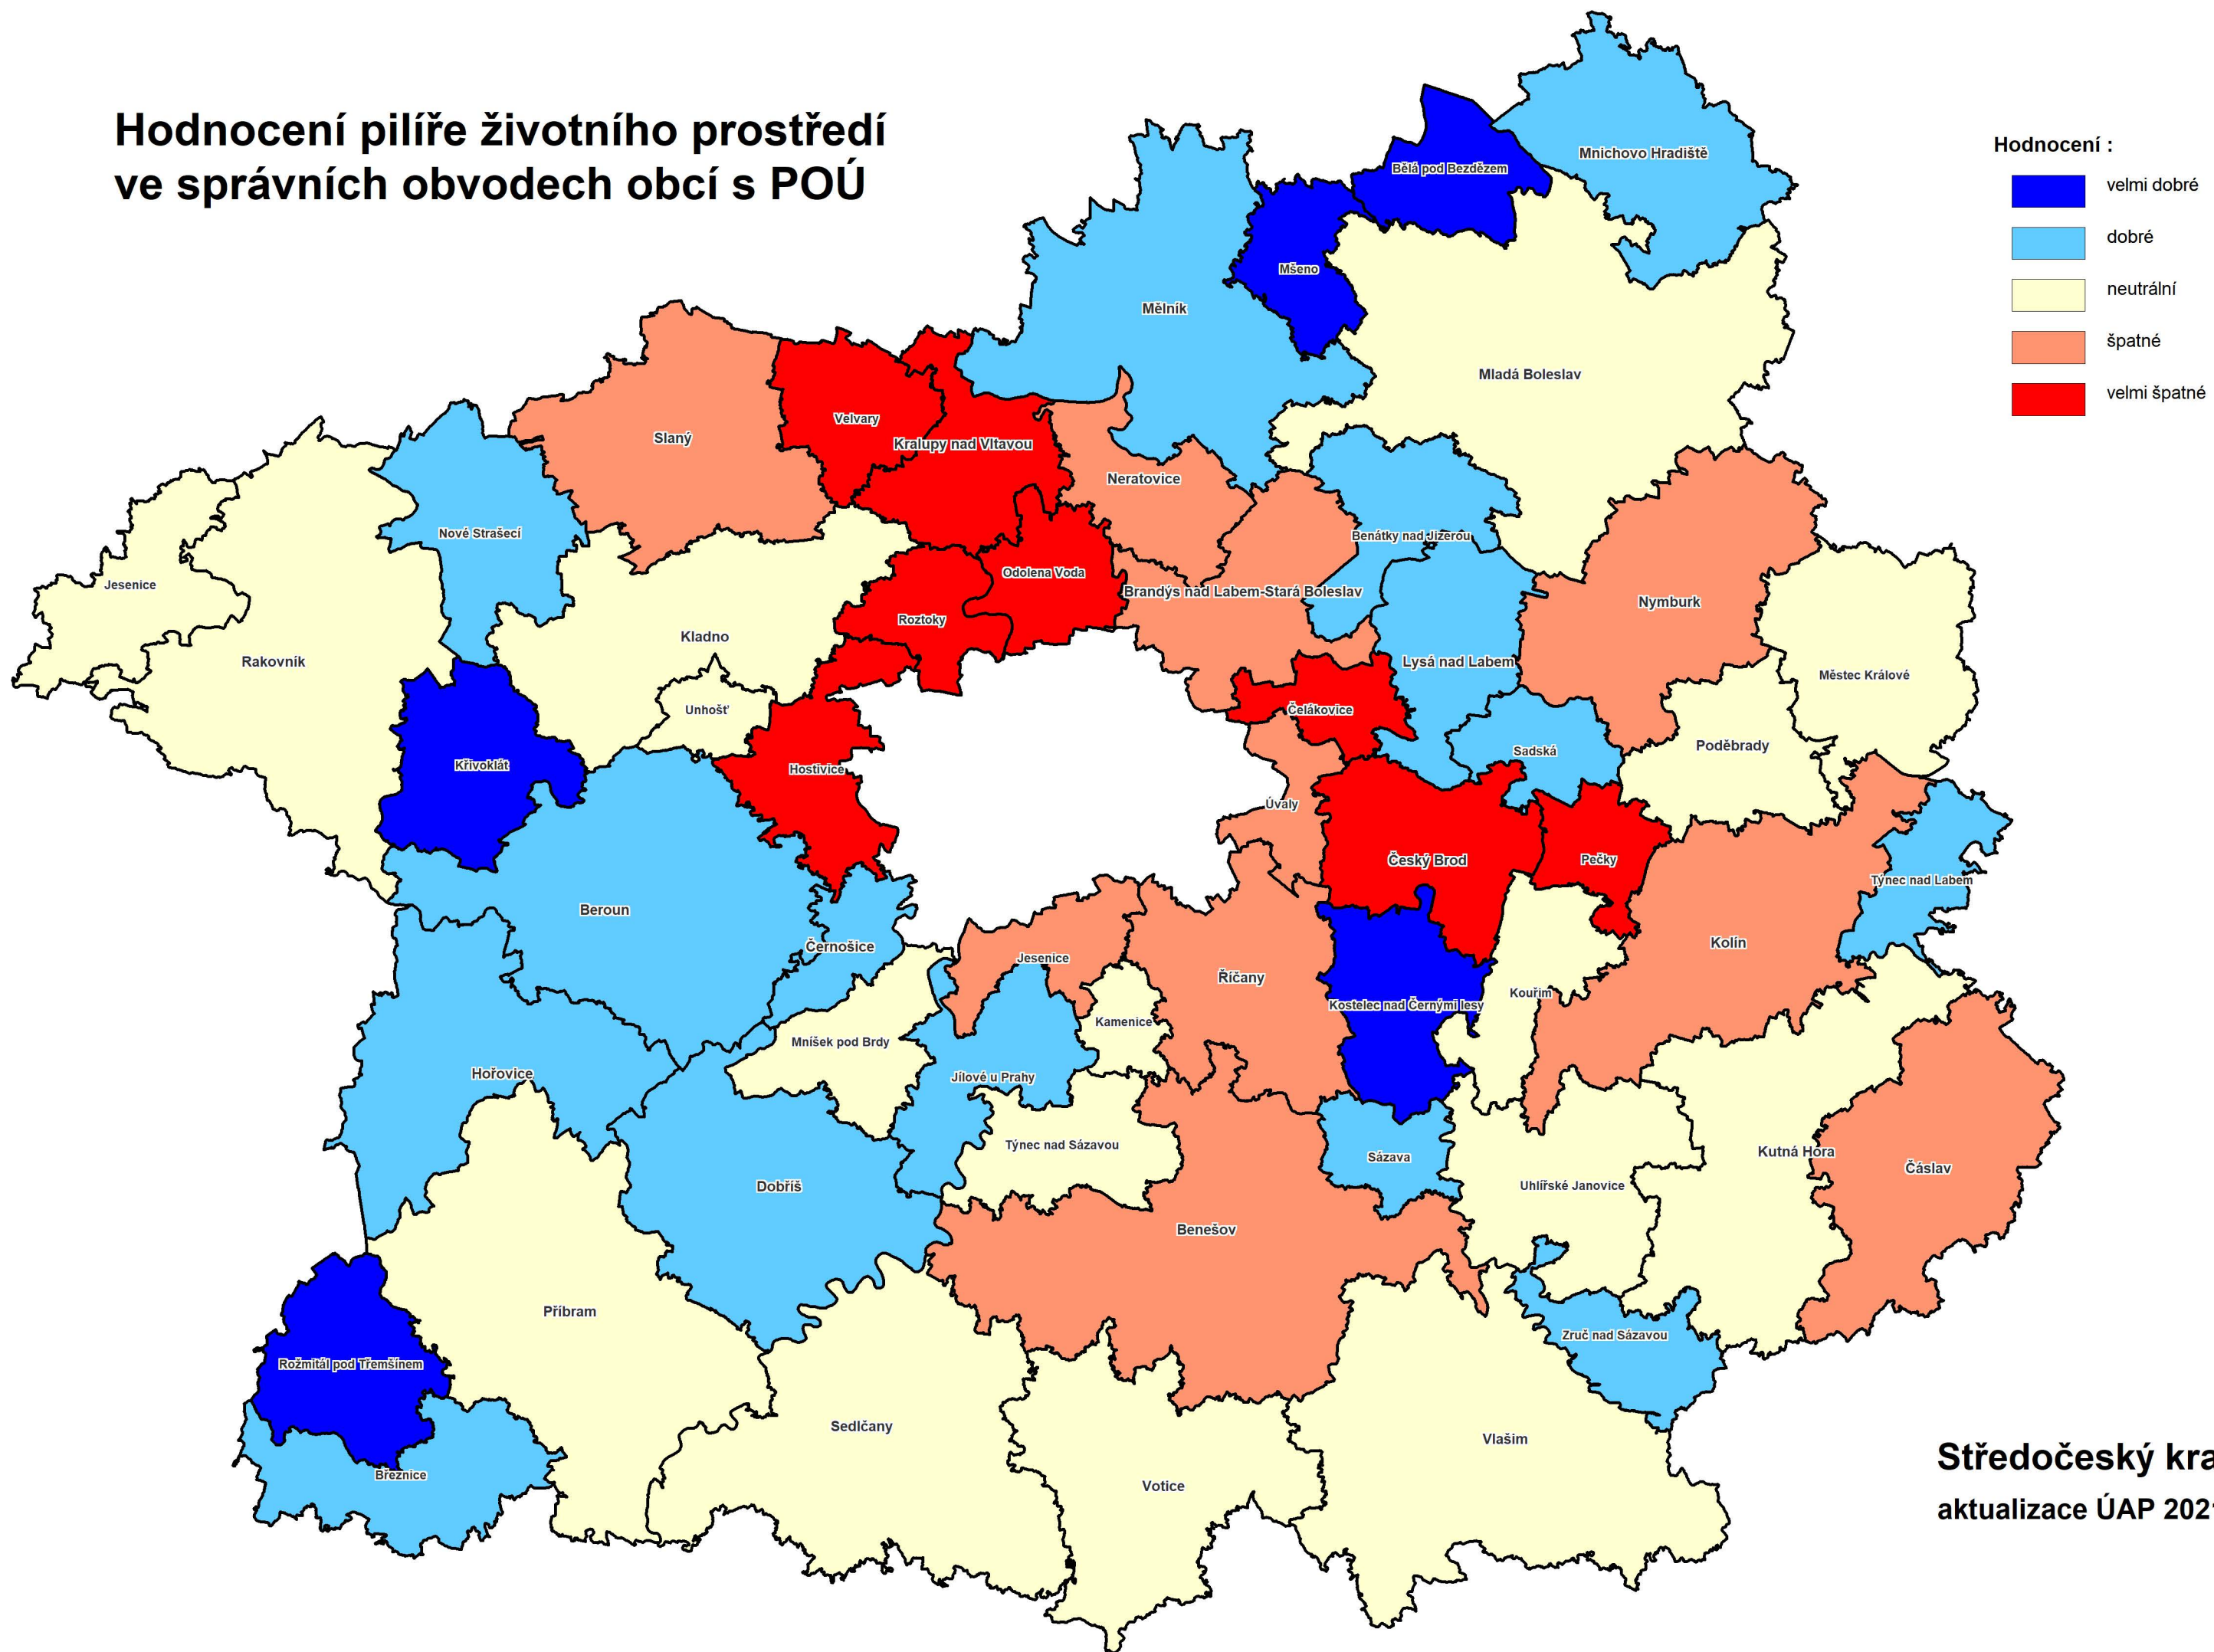 Hodnocení pilíře životního prostředí
ve správních obvodech obcí s POÚ
Hodnocení :
velmi dobré
dobré
neutrální
špatné
velmi špatné
Mnichovo Hradiště
Bělá pod Bezdězem
Mšeno
Mělník
Mladá Boleslav
Velvary
Slaný
Kralupy nad Vltavou
Neratovice
Nové Strašecí
Benátky nad Jizerou
Odolena Voda
Jesenice
Brandýs nad Labem-Stará Boleslav
Nymburk
Roztoky
Kladno
Rakovník
Lysá nad Labem
Městec Králové
Unhošť
Čelákovice
Poděbrady
Sadská
Křivoklát
Hostivice
Úvaly
Český Brod
Pečky
Týnec nad Labem
Beroun
Černošice
Kolín
Jesenice
Říčany
Kouřim
Kostelec nad Černými lesy
Kamenice
Mníšek pod Brdy
Hořovice
Jílové u Prahy
Týnec nad Sázavou
Kutná Hora
Sázava
Čáslav
Dobříš
Uhlířské Janovice
Benešov
Příbram
Zruč nad Sázavou
Rožmitál pod Třemšínem
Sedlčany
Vlašim
Březnice
Votice
Středočeský kra
aktualizace ÚAP 202